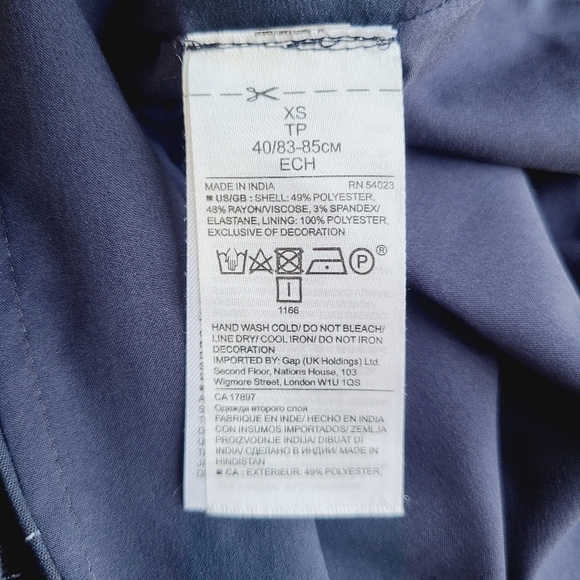 XS
TP
40/83-85см
ECH
MADE IN INDIA RN 54023
■ US/GB : SHELL: 49% POLYESTER,
48% RAYON/VISCOSE, 3% SPANDEX/
ELASTANE, LINING: 100% POLYESTER,
EXCLUSIVE OF DECORATION
P ®
I
1166
HAND WASH COLD/ DO NOT BLEACH/
LINE DRY/ COOL IRON/ DO NOT IRON
DECORATION
IMPORTED BY: Gap (UK Holdings) Ltd.
Second Floor, Nations House, 103
Wigmore Street, London W1U 1QS
CA 17897
Одежда второго слоя
FABRIQUE EN INDE/ HECHO EN INDIA
CON INSUMOS IMPORTADOS/ ZEMLJA
PROIZVODNJE INDIJA/ DIBUAT DI
INDIA/ СДЕЛАНО В ИНДИИ/ MADE IN
HINDISTAN
■ CA : EXTÉRIEUR: 49% POLYESTER,